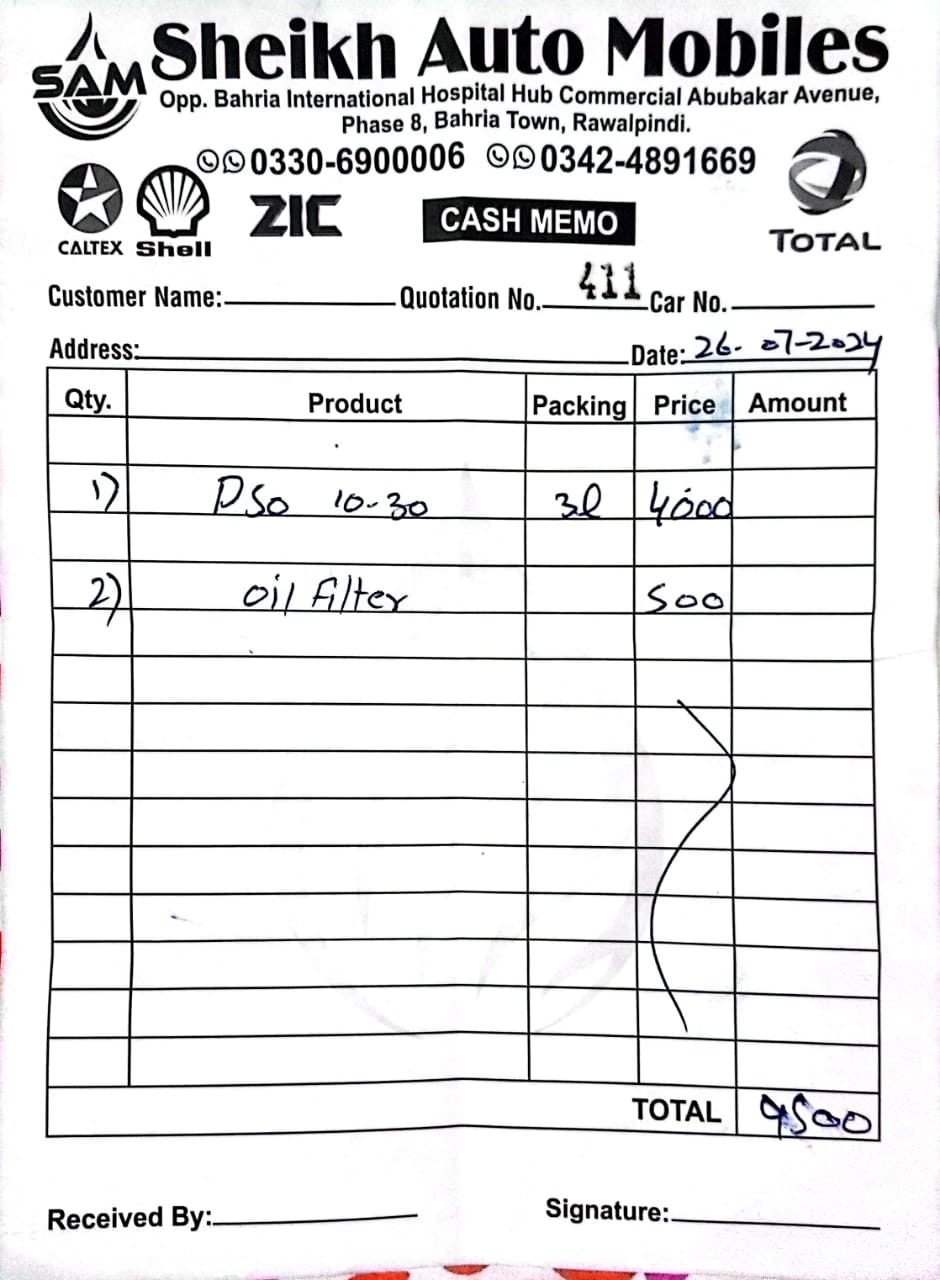 SAM Sheikh Auto Mobiles
Opp. Bahria International Hospital Hub Commercial Abubakar Avenue,
Phase 8, Bahria Town, Rawalpindi.
0330-6900006 0342-4891669
CALTEX Shell ZIC CASH MEMO TOTAL
Customer Name: Quotation No. 411 Car No.
Address: Date: 26-07-2024
Qty. Product Packing Price Amount
1) PSO 10-30 3l 4000
2) oil Filter 500
TOTAL 4500
Received By: Signature: